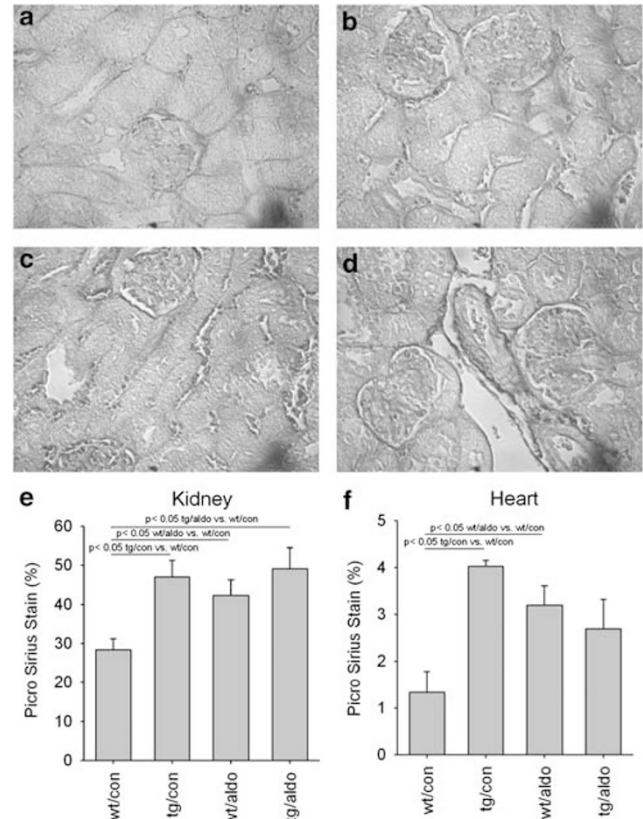 a
b
c
d
e
Kidney
p< 0.05 tg/aldo vs. wt/con
p< 0.05 wt/aldo vs. wt/con
p< 0.05 tg/con vs. wt/con
Picro Sirius Stain (%)
60
50
40
30
20
10
0
wt/con
tg/con
wt/aldo
tg/aldo
f
Heart
p< 0.05 wt/aldo vs. wt/con
p< 0.05 tg/con vs. wt/con
Picro Sirius Stain (%)
5
4
3
2
1
0
wt/con
tg/con
wt/aldo
tg/aldo